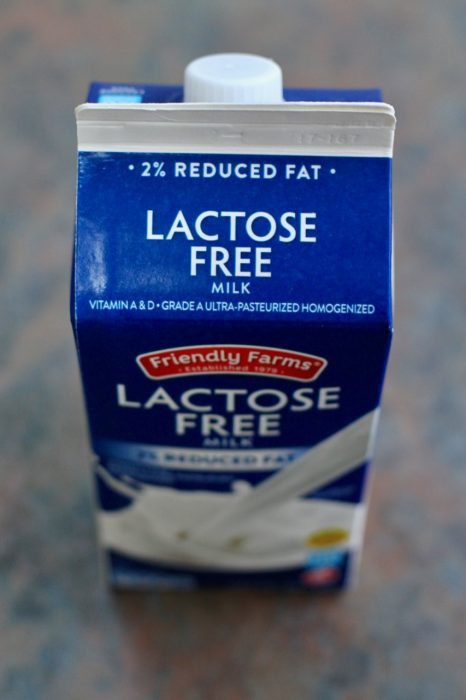 • 2% REDUCED FAT •
LACTOSE
FREE
MILK
VITAMIN A & D • GRADE A ULTRA-PASTEURIZED HOMOGENIZED
Friendly Farms®
• Established 1979 •
LACTOSE
FREE
MILK
2% REDUCED FAT